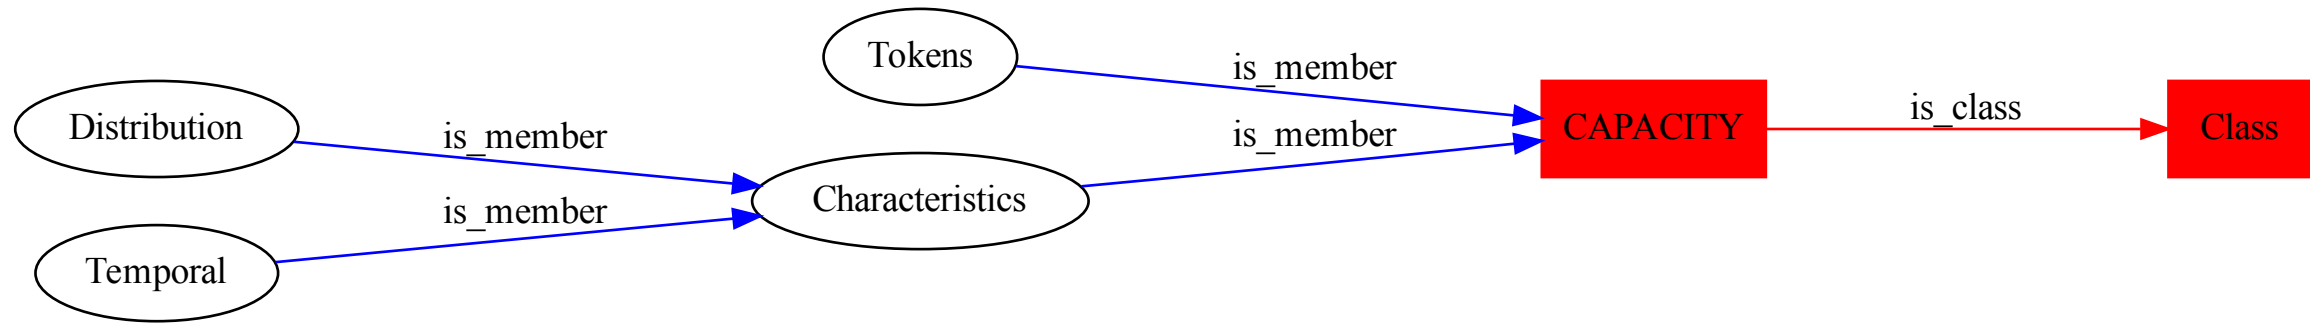 Tokens
is_member
Distribution
is_member
is_member
CAPACITY
is_class
Class
Characteristics
is_member
Temporal